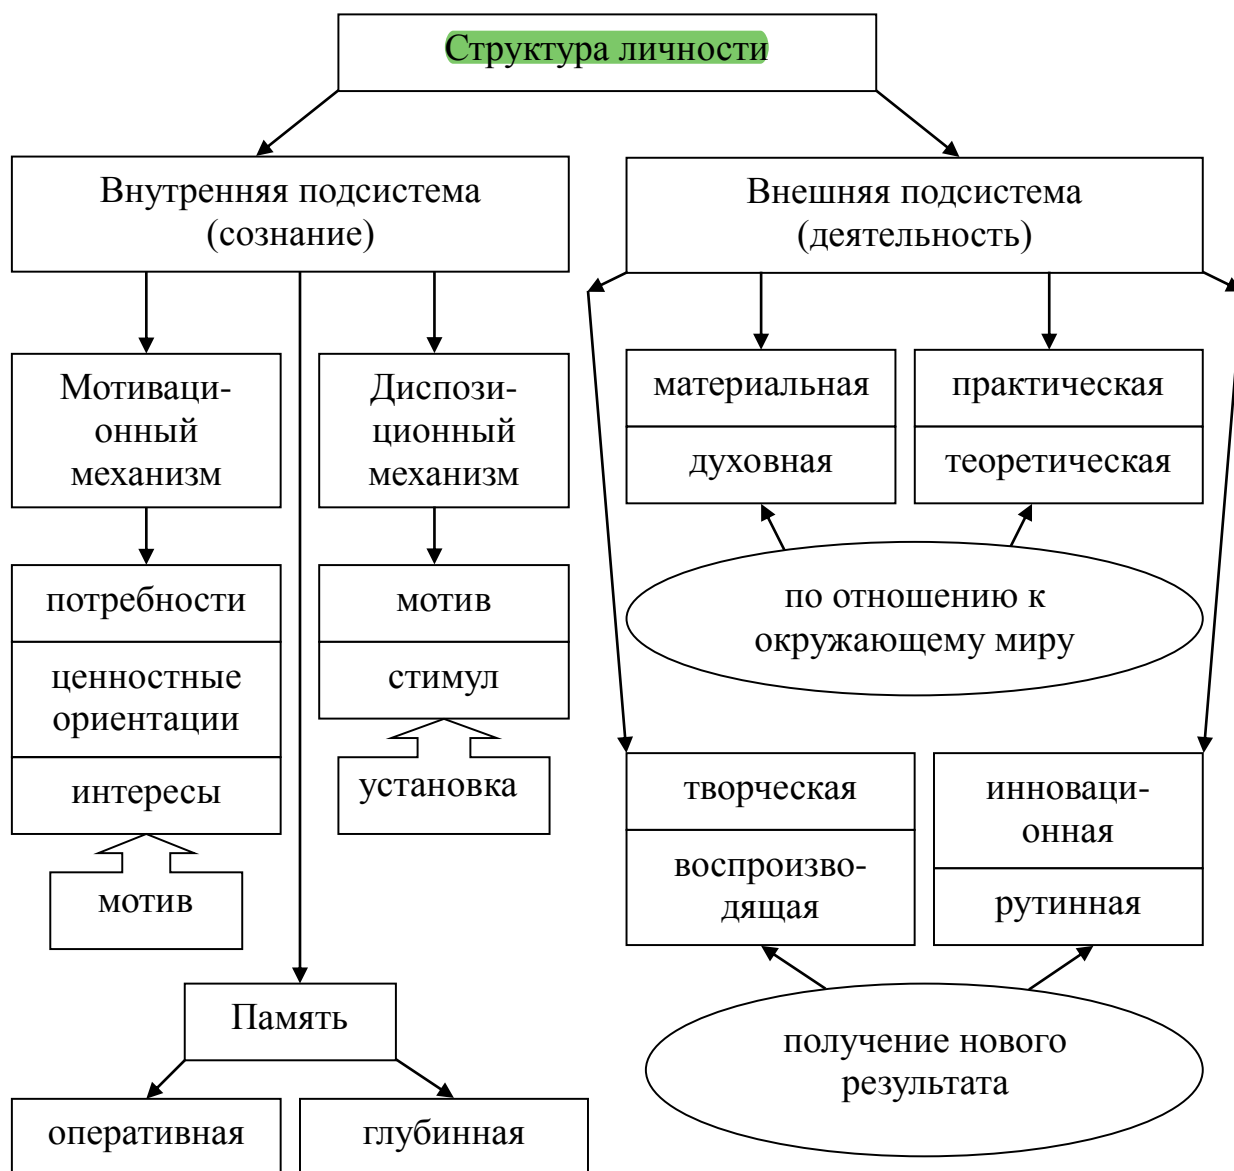 Структура личности
Внутренняя подсистема
(сознание)
Внешняя подсистема
(деятельность)
Мотиваци-
онный
механизм
Диспози-
ционный
механизм
материальная
духовная
практическая
теоретическая
потребности
ценностные
ориентации
интересы
мотив
мотив
стимул
установка
по отношению к
окружающему миру
творческая
воспроизво-
дящая
инноваци-
онная
рутинная
Память
оперативная
глубинная
получение нового
результата